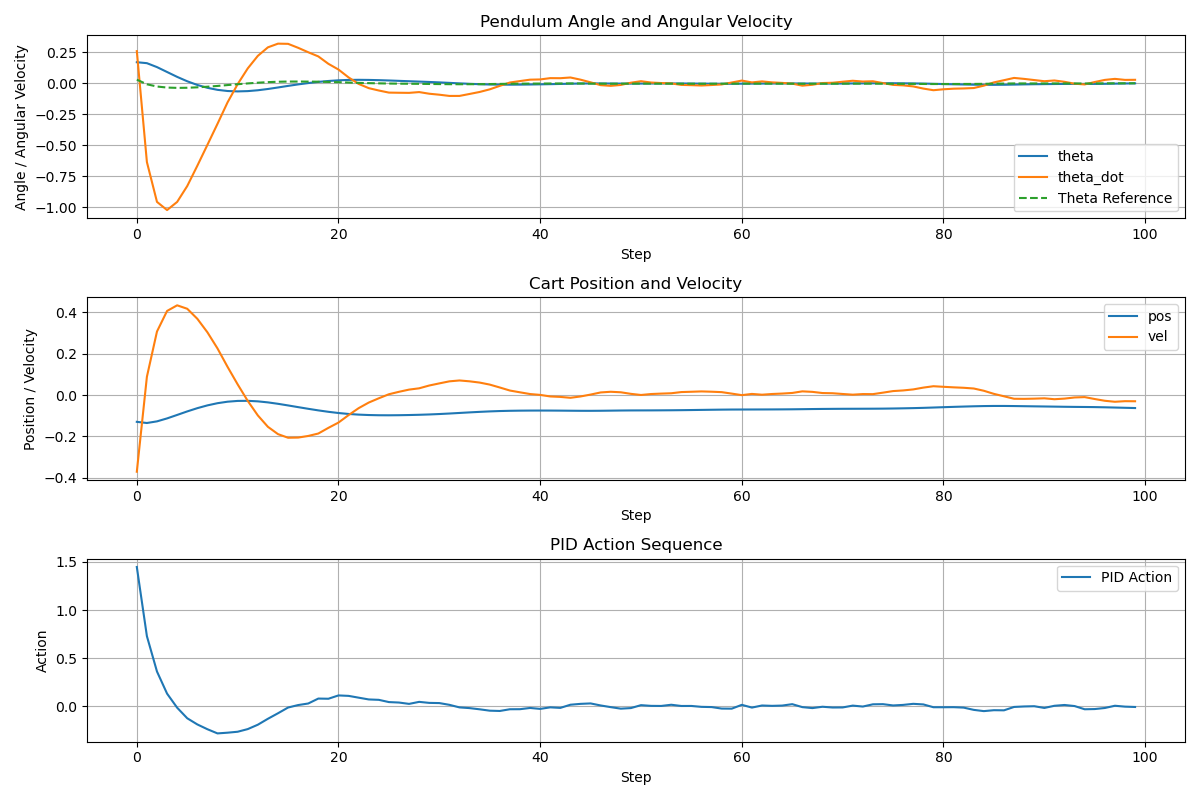 Pendulum Angle and Angular Velocity
Angle / Angular Velocity
0.25
0.00
−0.25
−0.50
−0.75
−1.00
theta
theta_dot
Theta Reference
0 20 40 60 80 100
Step
Cart Position and Velocity
Position / Velocity
0.4
0.2
0.0
−0.2
−0.4
pos
vel
0 20 40 60 80 100
Step
PID Action Sequence
Action
1.5
1.0
0.5
0.0
PID Action
0 20 40 60 80 100
Step